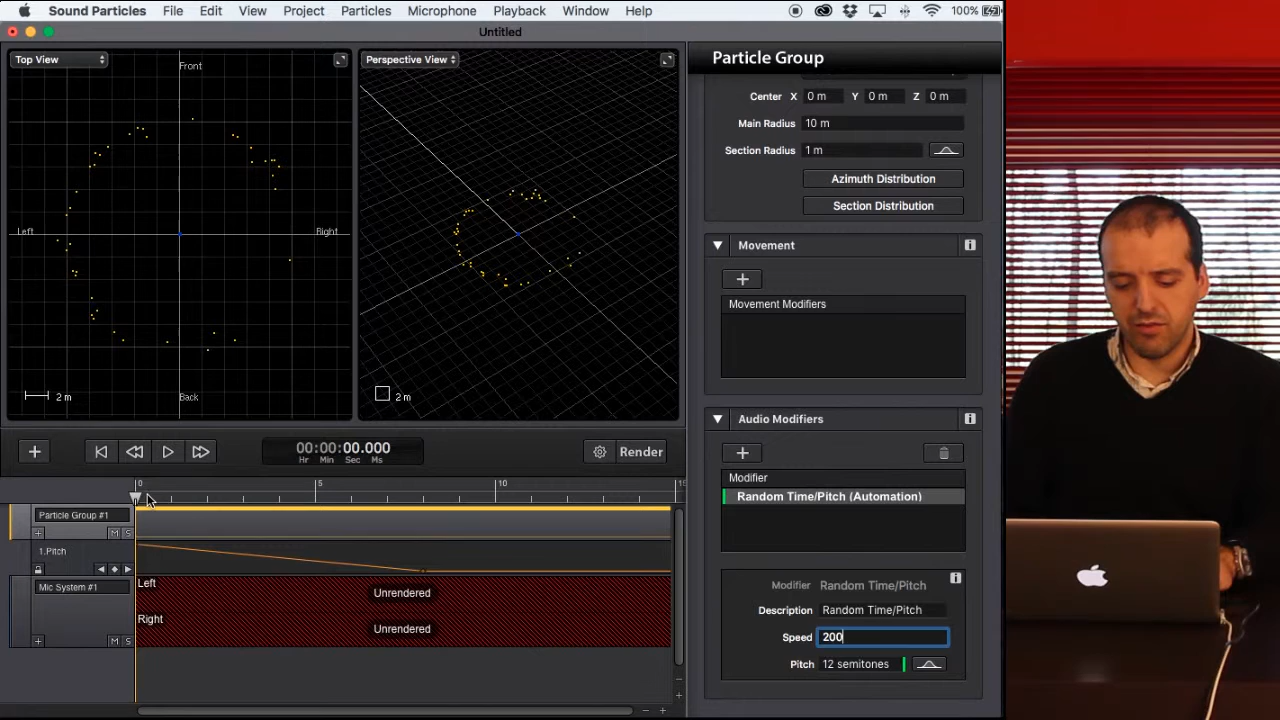 Sound Particles File Edit View Project Particles Microphone Playback Window Help 100%
Untitled
Top View
Front
Left
Right
Back
2 m
Perspective View
2 m
Particle Group
Center X 0 m Y 0 m Z 0 m
Main Radius 10 m
Section Radius 1 m
Azimuth Distribution
Section Distribution
Movement
Movement Modifiers
Audio Modifiers
Modifier
Random Time/Pitch (Automation)
Modifier Random Time/Pitch
Description Random Time/Pitch
Speed 200
Pitch 12 semitones
00:00:00.000
Hr Min Sec Ms
Render
0 5 10 15
Particle Group #1
M S
1.Pitch
Mic System #1
M S
Left
Unrendered
Right
Unrendered